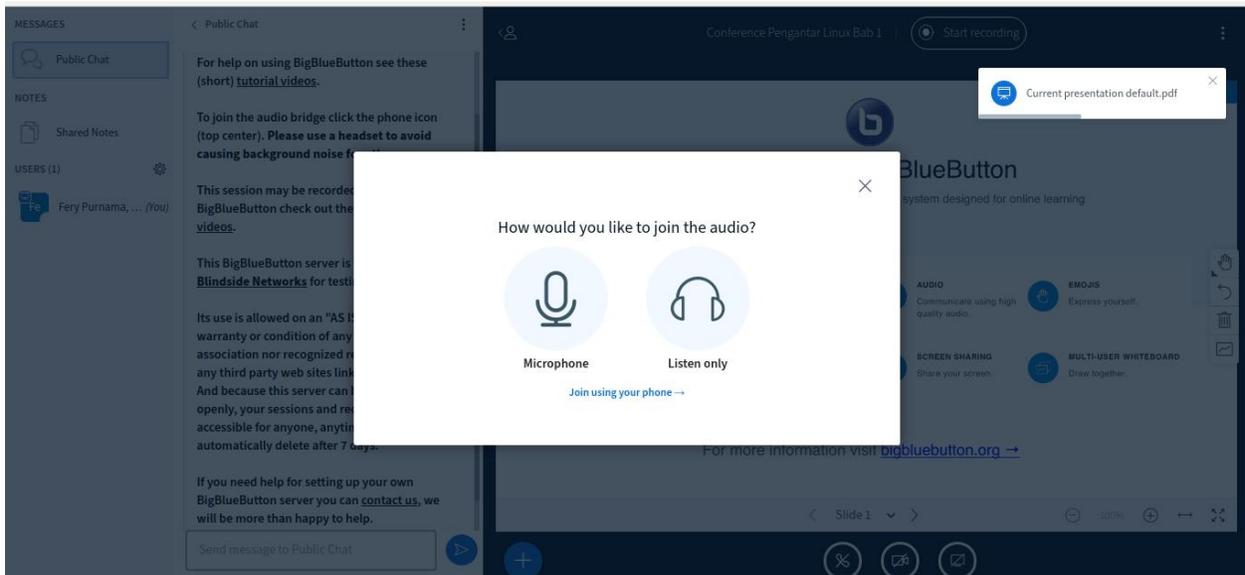 MESSAGES
Public Chat
NOTES
Shared Notes
USERS (1)
Fe
Fery Purnama, ... (You)
Public Chat
For help on using BigBlueButton see these
(short) tutorial videos.
To join the audio bridge click the phone icon
(top center). Please use a headset to avoid
causing background noise
This session may be recorded
BigBlueButton check out the
videos.
This BigBlueButton server is
Blindside Networks for
Its use is allowed on an "AS
warranty or condition of any
association nor recognized
any third party web sites
And because this server can
openly, your sessions and
accessible for anyone,
automatically delete after 7 days.
If you need help for setting up your own
BigBlueButton server you can contact us, we
will be more than happy to help.
Send message to Public Chat
Conference Pengantar Linux Bab 1
Start recording
Current presentation default.pdf
b
BlueButton
system designed for online learning
AUDIO
Communicate using high
quality audio.
EMOJIS
Express yourself.
SCREEN SHARING
Share your screen.
MULTI-USER WHITEBOARD
Draw together.
For more information visit bigbluebutton.org →
Slide 1
100%
How would you like to join the audio?
Microphone
Listen only
Join using your phone →